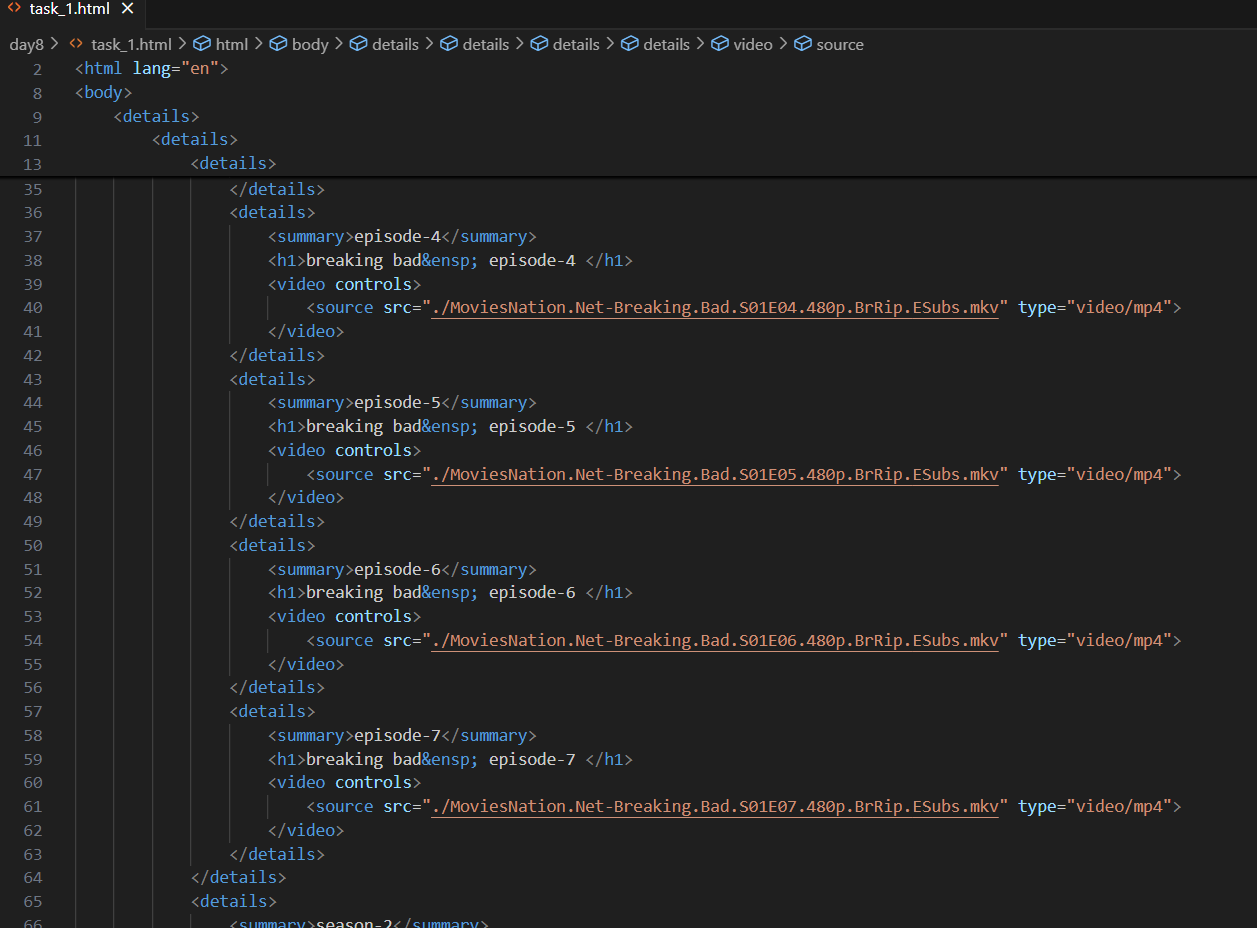 <> task_1.html ×
day8 > <> task_1.html > html > body > details > details > details > details > video > source
2 <html lang="en">
8 <body>
9 <details>
11 <details>
13 <details>
35 </details>
36 <details>
37 <summary>episode-4</summary>
38 <h1>breaking bad&ensp; episode-4 </h1>
39 <video controls>
40 <source src="./MoviesNation.Net-Breaking.Bad.S01E04.480p.BrRip.ESubs.mkv" type="video/mp4">
41 </video>
42 </details>
43 <details>
44 <summary>episode-5</summary>
45 <h1>breaking bad&ensp; episode-5 </h1>
46 <video controls>
47 <source src="./MoviesNation.Net-Breaking.Bad.S01E05.480p.BrRip.ESubs.mkv" type="video/mp4">
48 </video>
49 </details>
50 <details>
51 <summary>episode-6</summary>
52 <h1>breaking bad&ensp; episode-6 </h1>
53 <video controls>
54 <source src="./MoviesNation.Net-Breaking.Bad.S01E06.480p.BrRip.ESubs.mkv" type="video/mp4">
55 </video>
56 </details>
57 <details>
58 <summary>episode-7</summary>
59 <h1>breaking bad&ensp; episode-7 </h1>
60 <video controls>
61 <source src="./MoviesNation.Net-Breaking.Bad.S01E07.480p.BrRip.ESubs.mkv" type="video/mp4">
62 </video>
63 </details>
64 </details>
65 <details>
66 <summary>season-2</summary>